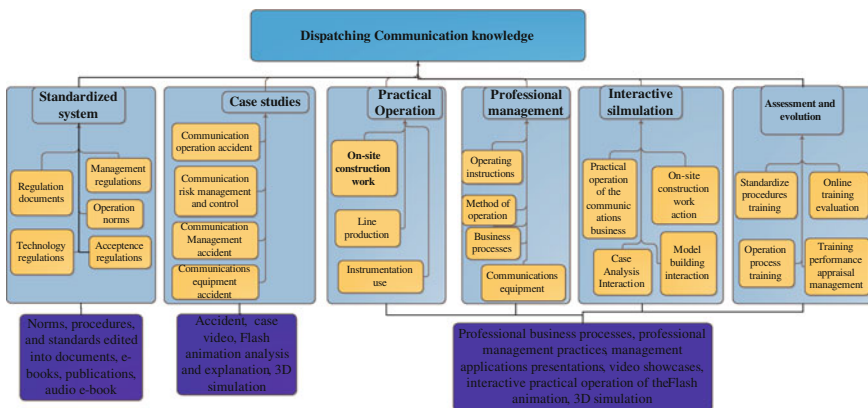 Dispatching Communication knowledge
Standardized
system
Regulation
documents
Management
regulations
Operation
norms
Technology
regulations
Acceptence
regulations
Case studies
Communication
operation accident
Communication
risk management
and control
Communication
Management
accident
Communications
equipment
accident
Practical
Operation
On-site
construction
work
Line
production
Instrumentation
use
Professional
management
Operating
instructions
Method of
operation
Business
processes
Communications
equipment
Interactive
silmulation
Practical
operation
of the
communic
ations
business
On-site
construction
work
action
Case
Analysis
Interaction
Model
building
interaction
Assessment and
evolution
Standardize
procedures
training
Online
training
evaluation
Operation
process
training
Training
performance
appraisal
management
Norms, procedures,
and standards edited
into documents, e-
books, publications,
audio e-book
Accident, case
video, Flash
animation analysis
and explanation, 3D
simulation
Professional business processes, professional
management practices, management
applications presentations, video showcases,
interactive practical operation of theFlash
animation, 3D simulation